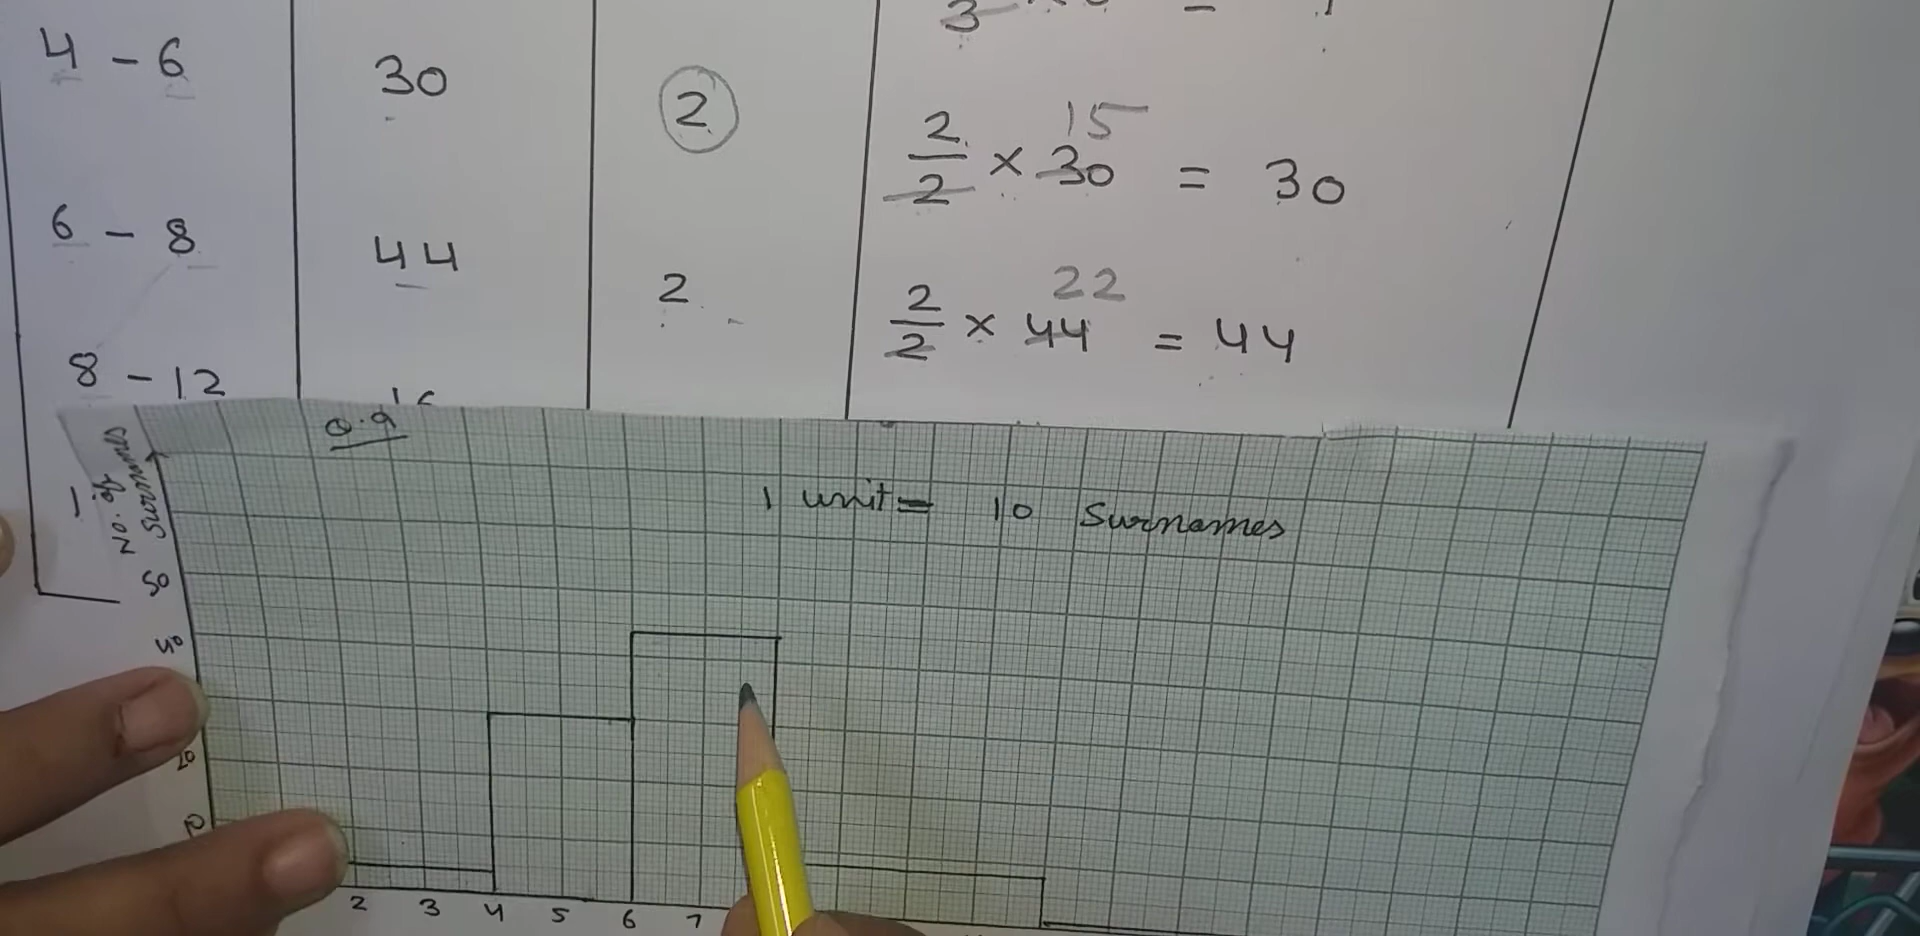 4 - 6
30
2
2/2 × 30 = 30
15
6 - 8
44
2
2/2 × 44 = 44
22
8 - 12
Q.9
1 unit = 10 Surnames
No. of
Surnames
50
40
20
10
2 3 4 5 6 7